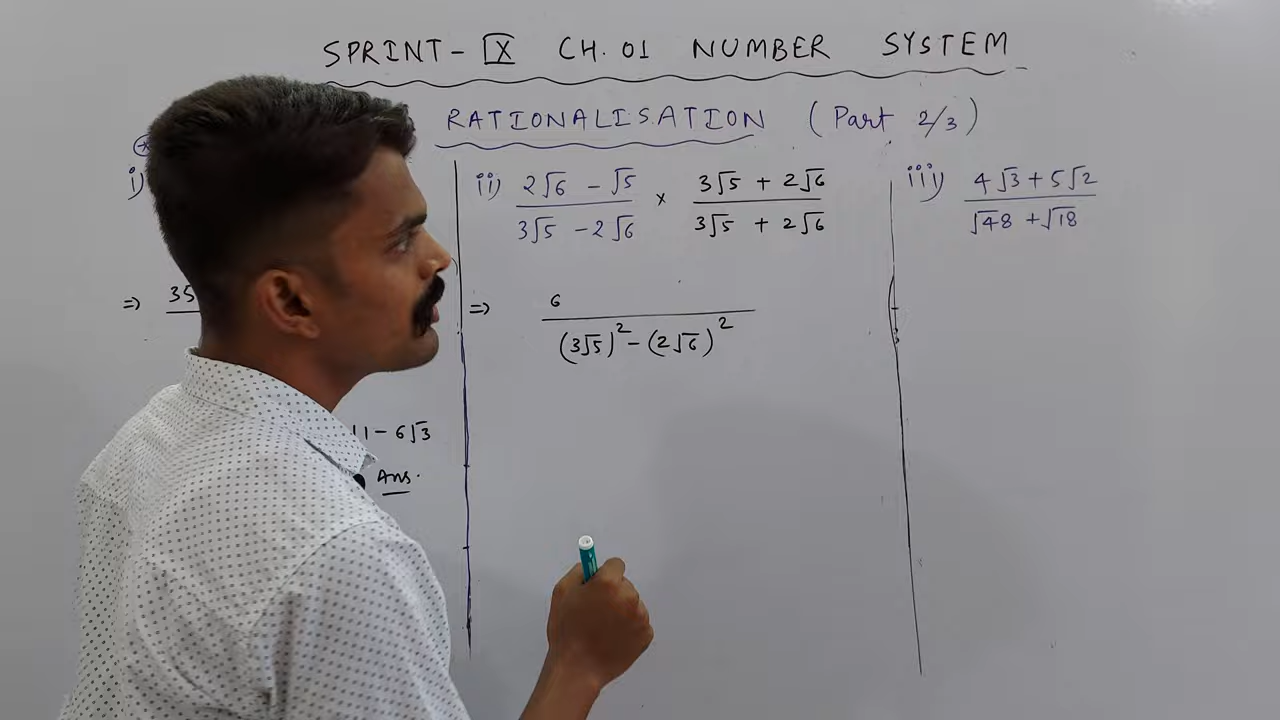 SPRINT-IX CH.01 NUMBER SYSTEM
RATIONALISATION (Part 2/3)
i)
⇒ 35
11 - 6√3
Ans.
ii) (2√6 - √5)/(3√5 - 2√6) × (3√5 + 2√6)/(3√5 + 2√6)
⇒ 6/((3√5)² - (2√6)²)
iii) (4√3 + 5√2)/(√48 + √18)